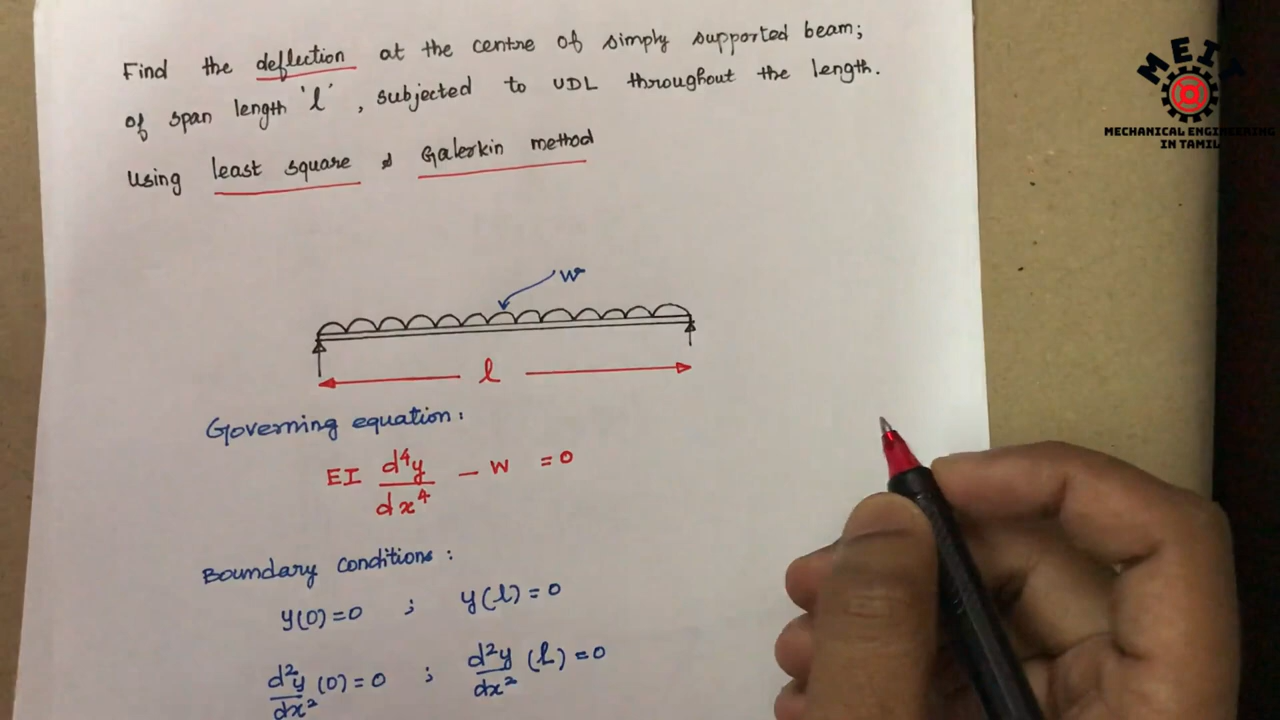 Find the deflection at the centre of simply supported beam;
of span length 'l', subjected to UDL throughout the length.
Using least square & Galerkin method
w
l
Governing equation:
EI d⁴y/dx⁴ - w = 0
Boundary conditions:
y(0)=0 ; y(l)=0
d²y/dx² (0)=0 ; d²y/dx² (l)=0
MEIT
MECHANICAL ENGINEERING
IN TAMIL